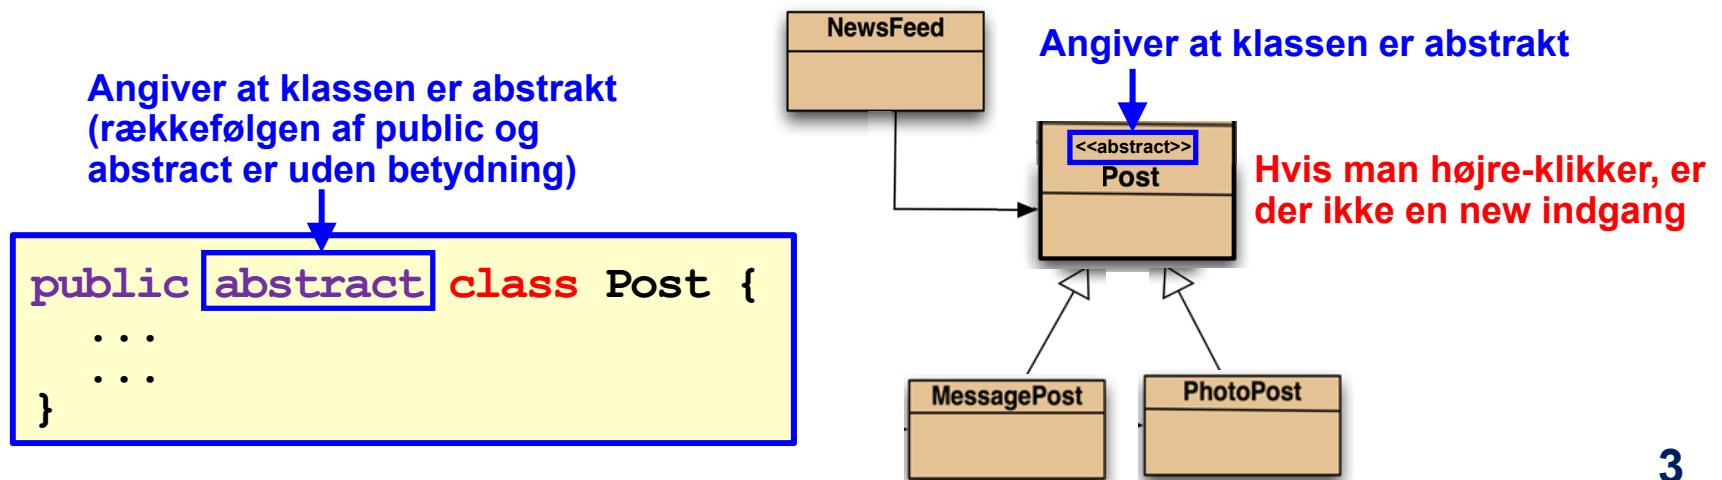 Angiver at klassen er abstrakt
(rækkefølgen af public og
abstract er uden betydning)
public abstract class Post {
...
...
}
NewsFeed
Angiver at klassen er abstrakt
<<abstract>>
Post
Hvis man højre-klikker, er
der ikke en new indgang
MessagePost
PhotoPost
3